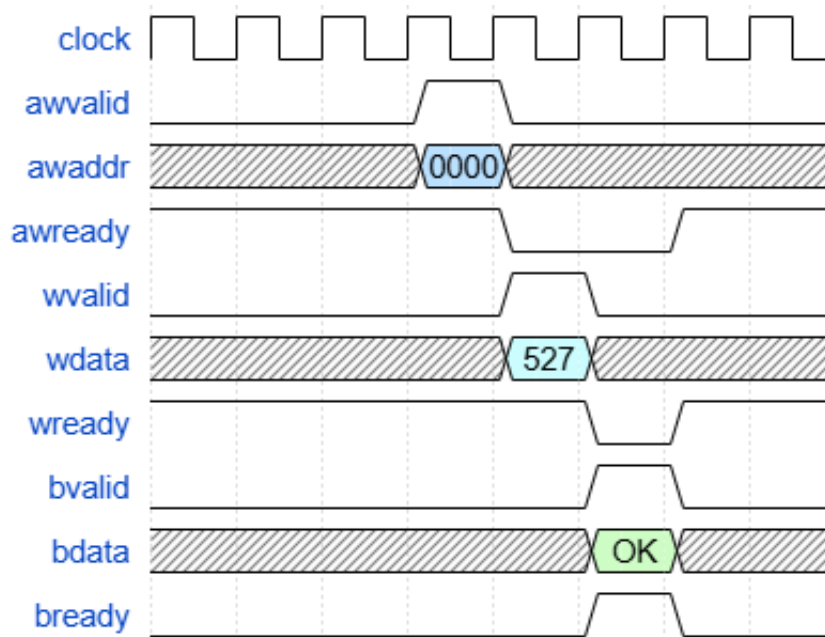 clock
awvalid
awaddr 0000
awready
wvalid
wdata 527
wready
bvalid
bdata OK
bready